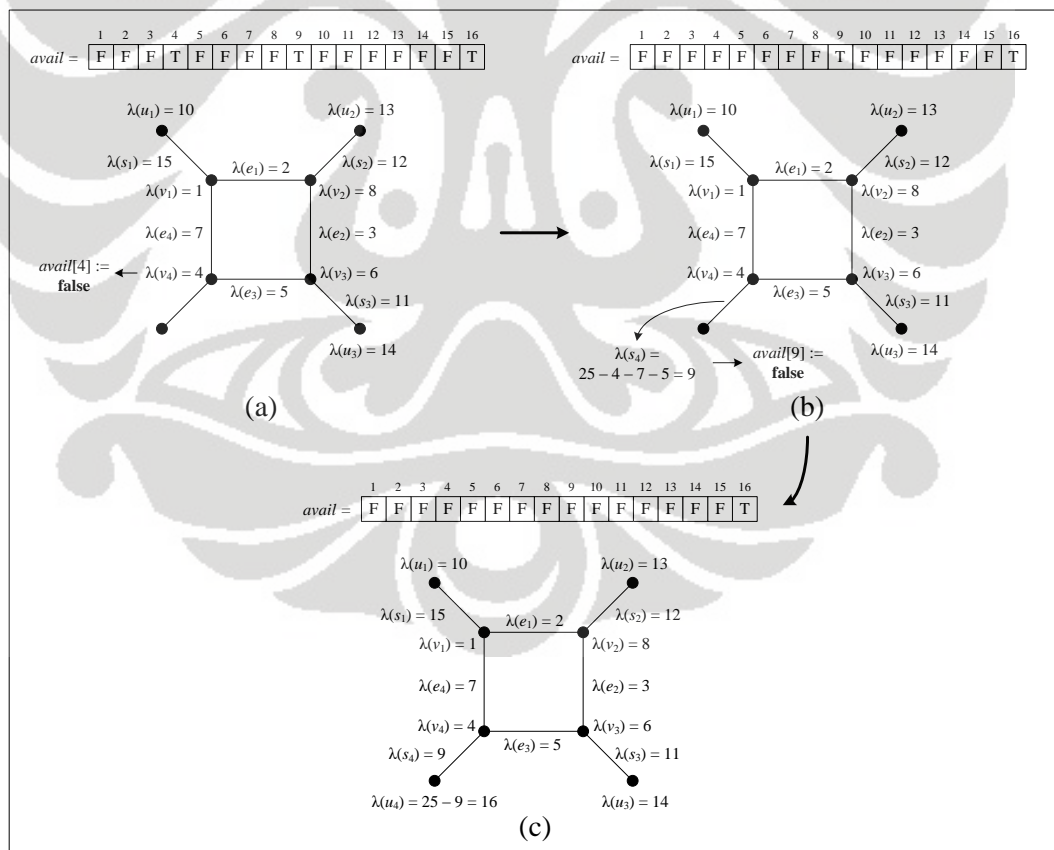 1 2 3 4 5 6 7 8 9 10 11 12 13 14 15 16
avail = F F F T F F F F T F F F F F F T
λ(u₁) = 10
λ(u₂) = 13
λ(s₁) = 15
λ(s₂) = 12
λ(e₁) = 2
λ(v₁) = 1
λ(v₂) = 8
λ(e₄) = 7
λ(e₂) = 3
avail[4] :=
false
λ(v₄) = 4
λ(v₃) = 6
λ(e₃) = 5
λ(s₃) = 11
λ(u₃) = 14
(a)
1 2 3 4 5 6 7 8 9 10 11 12 13 14 15 16
avail = F F F F F F F F T F F F F F F T
λ(u₁) = 10
λ(u₂) = 13
λ(s₁) = 15
λ(s₂) = 12
λ(e₁) = 2
λ(v₁) = 1
λ(v₂) = 8
λ(e₄) = 7
λ(e₂) = 3
λ(v₄) = 4
λ(v₃) = 6
λ(e₃) = 5
λ(s₃) = 11
λ(s₄) =
25 – 4 – 7 – 5 = 9
avail[9] :=
false
λ(u₃) = 14
(b)
1 2 3 4 5 6 7 8 9 10 11 12 13 14 15 16
avail = F F F F F F F F F F F F F F F T
λ(u₁) = 10
λ(u₂) = 13
λ(s₁) = 15
λ(s₂) = 12
λ(e₁) = 2
λ(v₁) = 1
λ(v₂) = 8
λ(e₄) = 7
λ(e₂) = 3
λ(v₄) = 4
λ(v₃) = 6
λ(e₃) = 5
λ(s₄) = 9
λ(s₃) = 11
λ(u₄) = 25 – 9 = 16
λ(u₃) = 14
(c)